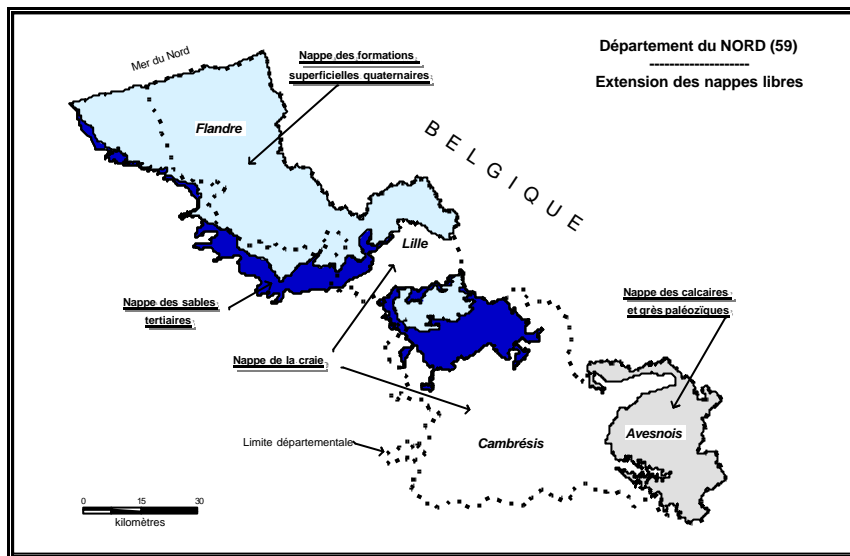 Département du NORD (59)
--------------------
Extension des nappes libres
Mer du Nord
Nappe des formations
superficielles quaternaires
Flandre
BELGIQUE
Lille
Nappe des sables
tertiaires
Nappe des calcaires
et grès paléozïques
Nappe de la craie
Limite départementale
Cambrésis
Avesnois
0 15 30
kilomètres